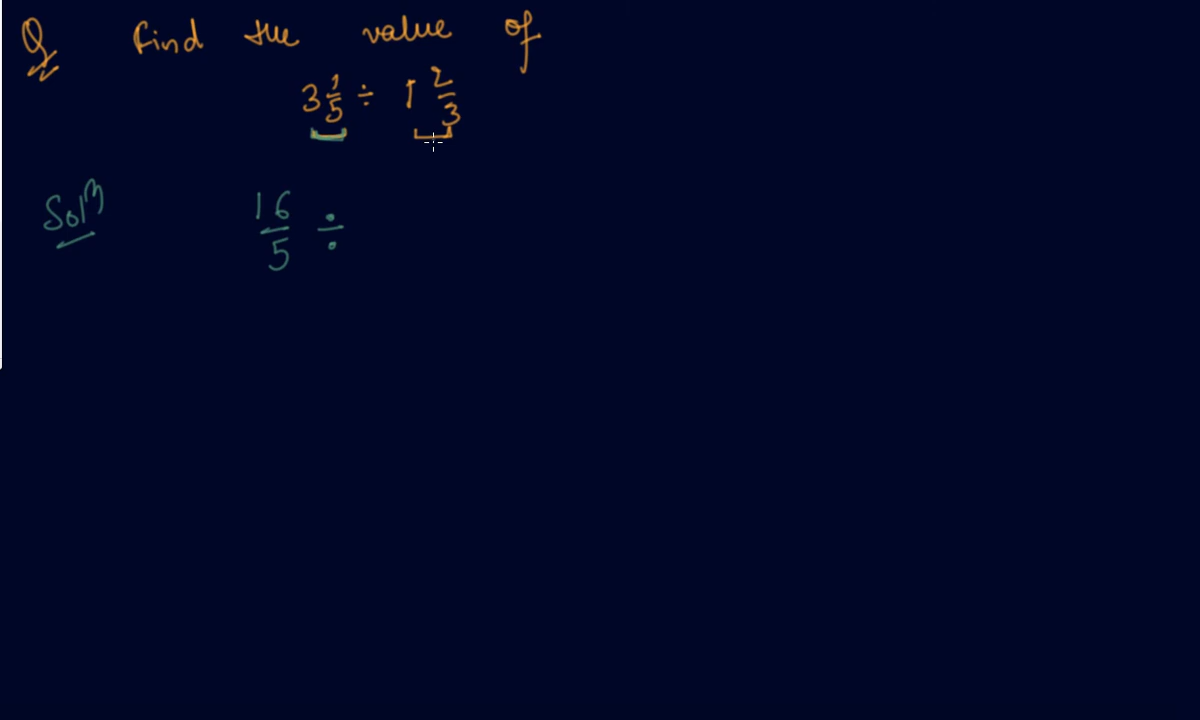 Q Find the value of
3 1/5 ÷ 1 2/3
Solⁿ 16/5 ÷